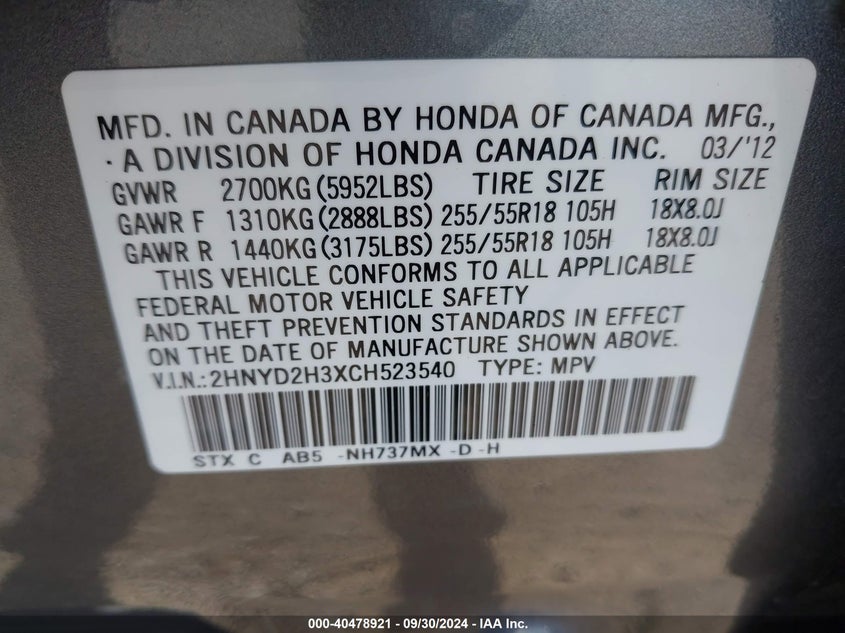 MFD. IN CANADA BY HONDA OF CANADA MFG.,
· A DIVISION OF HONDA CANADA INC. 03/'12
GVWR 2700KG (5952LBS) TIRE SIZE RIM SIZE
GAWR F 1310KG (2888LBS) 255/55R18 105H 18X8.0J
GAWR R 1440KG (3175LBS) 255/55R18 105H 18X8.0J
THIS VEHICLE CONFORMS TO ALL APPLICABLE
FEDERAL MOTOR VEHICLE SAFETY
AND THEFT PREVENTION STANDARDS IN EFFECT
ON THE DATE OF MANUFACTURE SHOWN ABOVE.
V.I.N.:2HNYD2H3XCH523540 TYPE: MPV
STX C AB5 -NH737MX -D -H
000-40478921 - 09/30/2024 - IAA Inc.